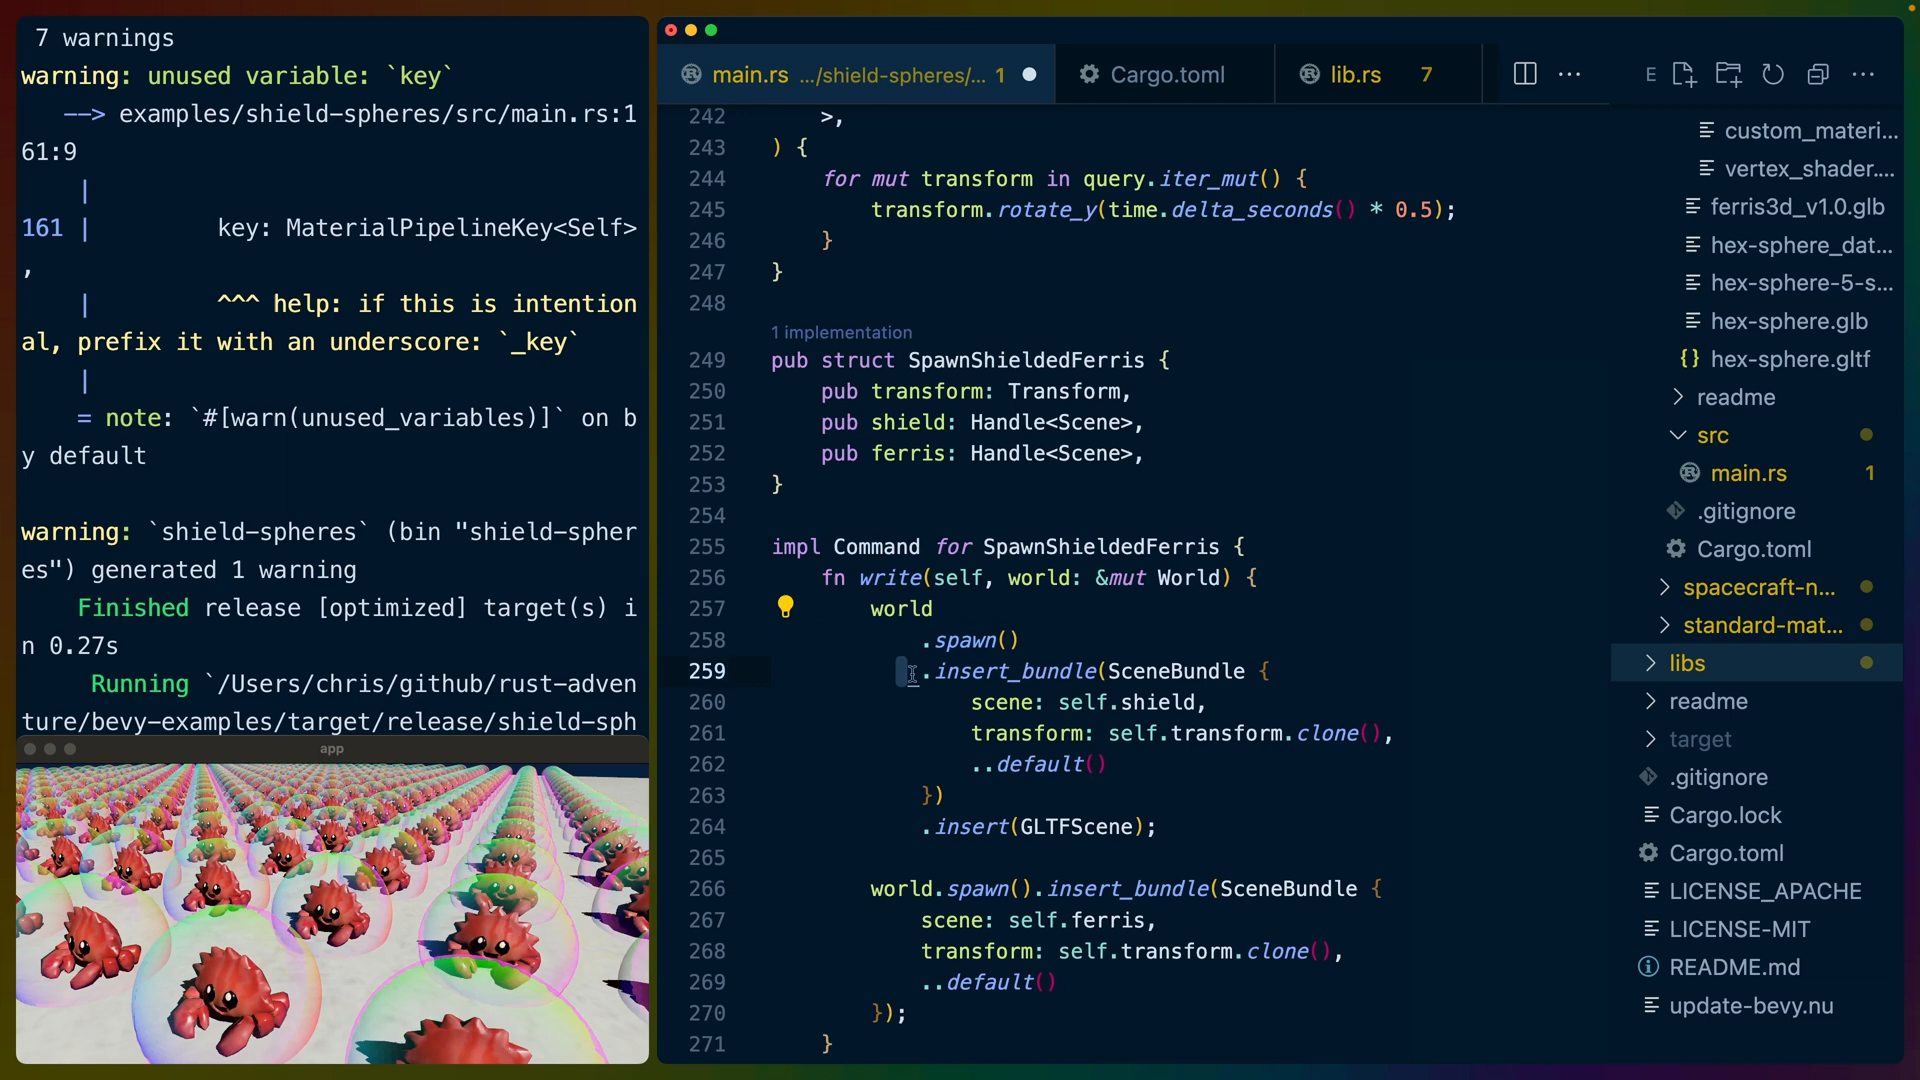 7 warnings
warning: unused variable: `key`
--> examples/shield-spheres/src/main.rs:1
61:9
|
161 | key: MaterialPipelineKey<Self>
,
| ^^^ help: if this is intention
al, prefix it with an underscore: `_key`
|
= note: `#[warn(unused_variables)]` on b
y default
warning: `shield-spheres` (bin "shield-spher
es") generated 1 warning
Finished release [optimized] target(s) i
n 0.27s
Running `/Users/chris/github/rust-adven
ture/bevy-examples/target/release/shield-sph
app
main.rs .../shield-spheres/... 1
Cargo.toml
lib.rs 7
E
242 >,
243 ) {
244 for mut transform in query.iter_mut() {
245 transform.rotate_y(time.delta_seconds() * 0.5);
246 }
247 }
248
1 implementation
249 pub struct SpawnShieldedFerris {
250 pub transform: Transform,
251 pub shield: Handle<Scene>,
252 pub ferris: Handle<Scene>,
253 }
254
255 impl Command for SpawnShieldedFerris {
256 fn write(self, world: &mut World) {
257 world
258 .spawn()
259 .insert_bundle(SceneBundle {
260 scene: self.shield,
261 transform: self.transform.clone(),
262 ..default()
263 })
264 .insert(GLTFScene);
265
266 world.spawn().insert_bundle(SceneBundle {
267 scene: self.ferris,
268 transform: self.transform.clone(),
269 ..default()
270 });
271 }
custom_materi...
vertex_shader....
ferris3d_v1.0.glb
hex-sphere_dat...
hex-sphere-5-s...
hex-sphere.glb
{} hex-sphere.gltf
readme
src
main.rs 1
.gitignore
Cargo.toml
spacecraft-n...
standard-mat...
libs
readme
target
.gitignore
Cargo.lock
Cargo.toml
LICENSE_APACHE
LICENSE-MIT
README.md
update-bevy.nu